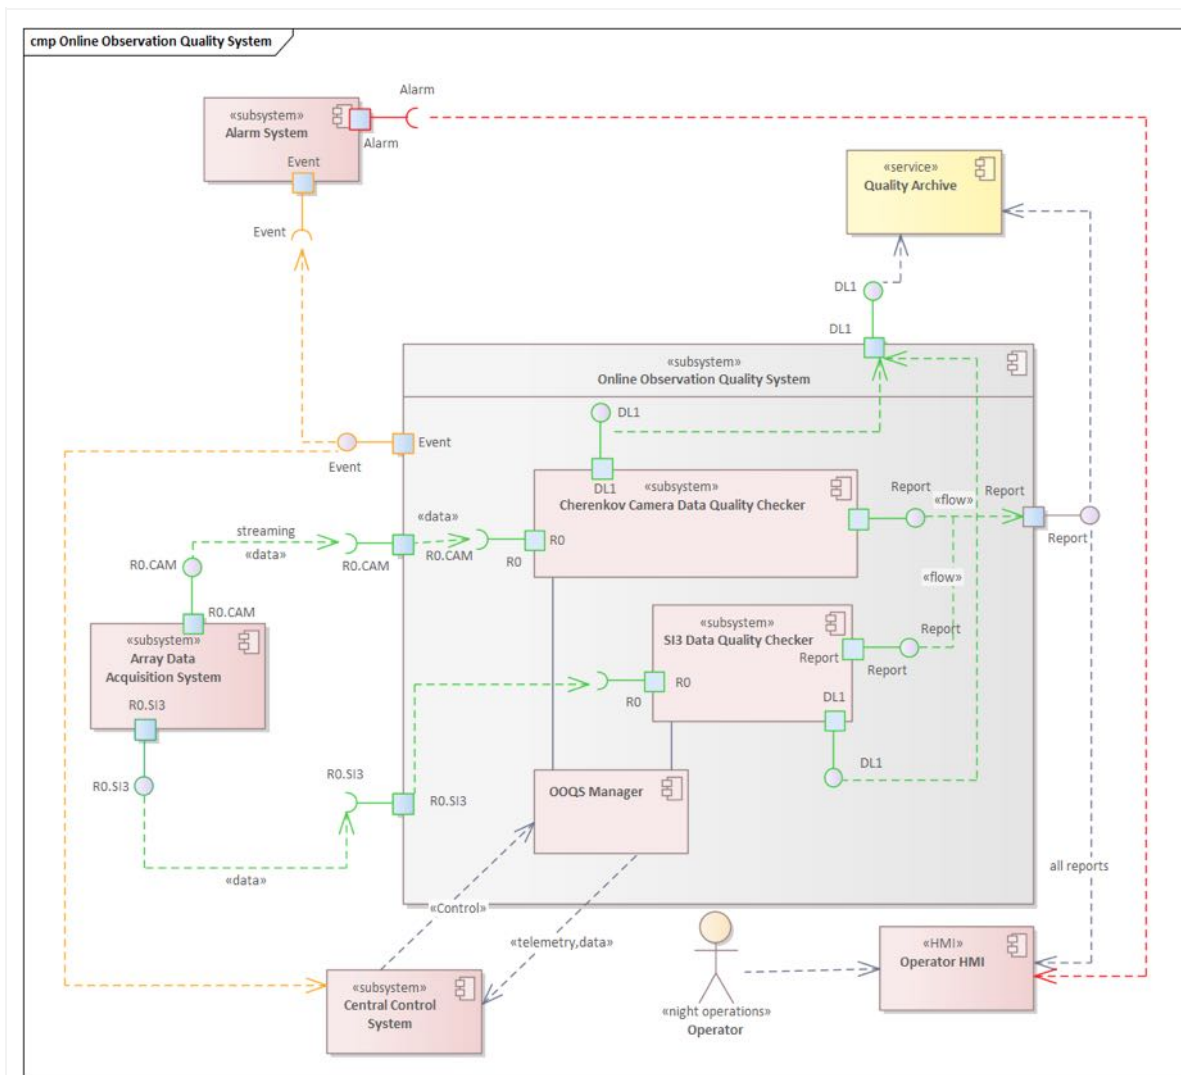 cmp Online Observation Quality System
Alarm
«subsystem»
Alarm System
Alarm
Event
Event
«service»
Quality Archive
DL1
DL1
«subsystem»
Online Observation Quality System
DL1
Event
Event
DL1
«subsystem»
Cherenkov Camera Data Quality Checker
Report
«flow»
Report
Report
streaming
«data»
R0.CAM
«data»
R0.CAM
R0.CAM
R0
R0
R0.CAM
«flow»
«subsystem»
Array Data
Acquisition System
R0.SI3
«subsystem»
SI3 Data Quality Checker
Report
Report
Report
R0
R0
DL1
DL1
R0.SI3
R0.SI3
R0.SI3
OOQS Manager
«data»
all reports
«Control»
«telemetry,data»
«HMI»
Operator HMI
«subsystem»
Central Control
System
«night operations»
Operator